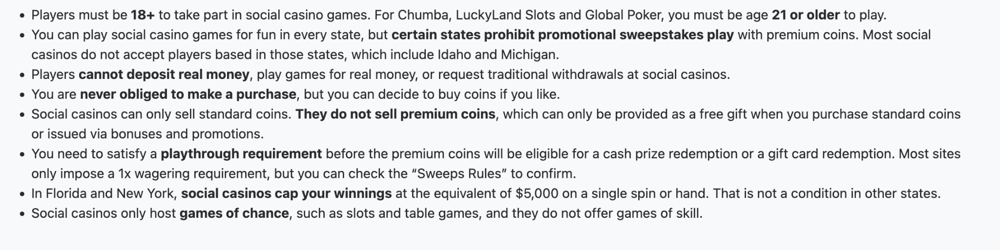 • Players must be 18+ to take part in social casino games. For Chumba, LuckyLand Slots and Global Poker, you must be age 21 or older to play.
• You can play social casino games for fun in every state, but certain states prohibit promotional sweepstakes play with premium coins. Most social
casinos do not accept players based in those states, which include Idaho and Michigan.
• Players cannot deposit real money, play games for real money, or request traditional withdrawals at social casinos.
• You are never obliged to make a purchase, but you can decide to buy coins if you like.
• Social casinos can only sell standard coins. They do not sell premium coins, which can only be provided as a free gift when you purchase standard coins
or issued via bonuses and promotions.
• You need to satisfy a playthrough requirement before the premium coins will be eligible for a cash prize redemption or a gift card redemption. Most sites
only impose a 1x wagering requirement, but you can check the “Sweeps Rules” to confirm.
• In Florida and New York, social casinos cap your winnings at the equivalent of $5,000 on a single spin or hand. That is not a condition in other states.
• Social casinos only host games of chance, such as slots and table games, and they do not offer games of skill.